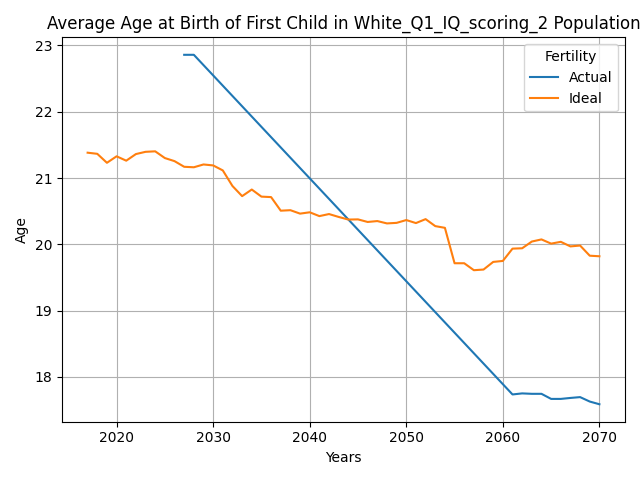 Average Age at Birth of First Child in White_Q1_IQ_scoring_2 Population
Fertility
Actual
Ideal
Age
23
22
21
20
19
18
2020
2030
2040
2050
2060
2070
Years